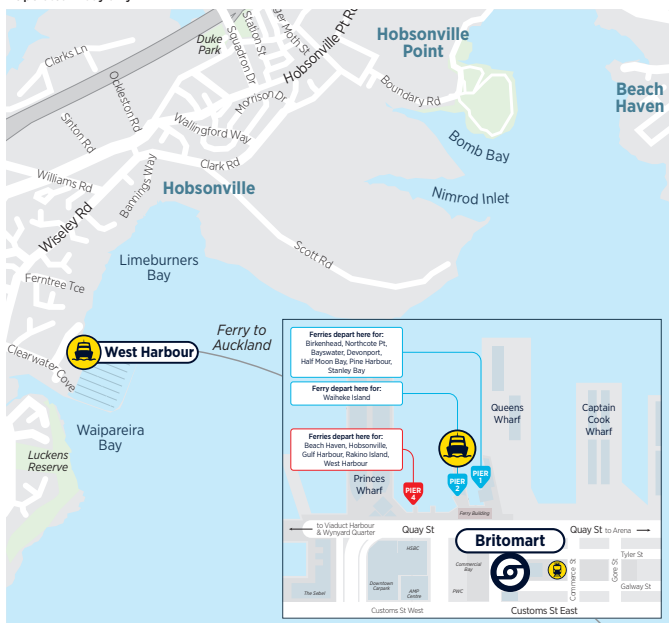 Clarks Ln
Duke
Park
Station St
Squadron Dr
Moth St
Hobsonville Pt Rd
Hobsonville
Point
Boundary Rd
Beach
Haven
Bomb Bay
Ockleston Rd
Sinton Rd
Morrison Dr
Wallingford Way
Clark Rd
Williams Rd
Bannings Way
Hobsonville
Nimrod Inlet
Wiseley Rd
Scott Rd
Limeburners
Bay
Ferntree Tce
Ferry to
Auckland
West Harbour
Clearwater Cove
Waipareira
Bay
Luckens
Reserve
Ferries depart here for:
Birkenhead, Northcote Pt,
Bayswater, Devonport,
Half Moon Bay, Pine Harbour,
Stanley Bay
Ferry depart here for:
Waiheke Island
Ferries depart here for:
Beach Haven, Hobsonville,
Gulf Harbour, Rakino Island,
West Harbour
Queens
Wharf
Captain
Cook
Wharf
Princes
Wharf
PIER
4
PIER
2
PIER
1
Ferry Building
to Viaduct Harbour
& Wynyard Quarter
Quay St
Quay St to Arena
Britomart
HSBC
Commercial
Bay
Tyler St
Commerce St
Gore St
Galway St
Downtown
Carpark
AMP
Centre
PWC
The Sebel
Customs St West
Customs St East